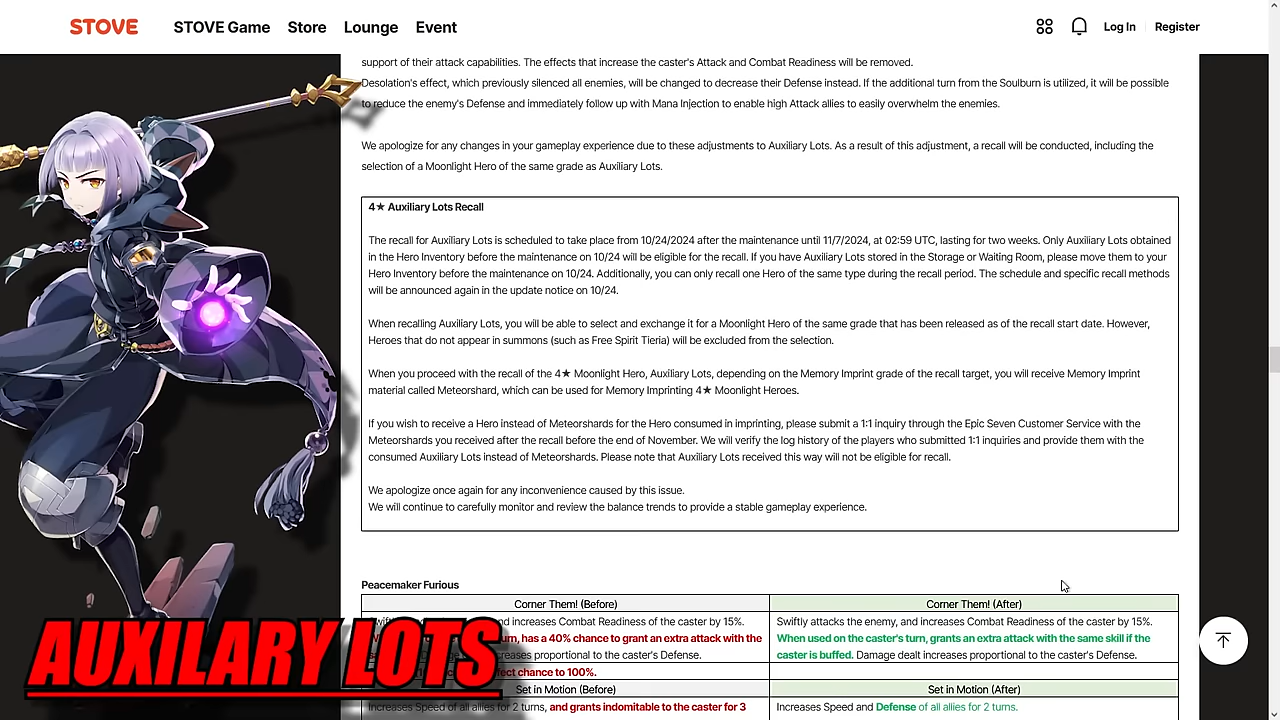 STOVE STOVE Game Store Lounge Event Log In Register
support of their attack capabilities. The effects that increase the caster's Attack and Combat Readiness will be removed.
Desolation's effect, which previously silenced all enemies, will be changed to decrease their Defense instead. If the additional turn from the Soulburn is utilized, it will be possible
to reduce the enemy's Defense and immediately follow up with Mana Injection to enable high Attack allies to easily overwhelm the enemies.
We apologize for any changes in your gameplay experience due to these adjustments to Auxiliary Lots. As a result of this adjustment, a recall will be conducted, including the
selection of a Moonlight Hero of the same grade as Auxiliary Lots.
4★ Auxiliary Lots Recall
The recall for Auxiliary Lots is scheduled to take place from 10/24/2024 after the maintenance until 11/7/2024, at 02:59 UTC, lasting for two weeks. Only Auxiliary Lots obtained
in the Hero Inventory before the maintenance on 10/24 will be eligible for the recall. If you have Auxiliary Lots stored in the Storage or Waiting Room, please move them to your
Hero Inventory before the maintenance on 10/24. Additionally, you can only recall one Hero of the same type during the recall period. The schedule and specific recall methods
will be announced again in the update notice on 10/24.
When recalling Auxiliary Lots, you will be able to select and exchange it for a Moonlight Hero of the same grade that has been released as of the recall start date. However,
Heroes that do not appear in summons (such as Free Spirit Tieria) will be excluded from the selection.
When you proceed with the recall of the 4★ Moonlight Hero, Auxiliary Lots, depending on the Memory Imprint grade of the recall target, you will receive Memory Imprint
material called Meteorshard, which can be used for Memory Imprinting 4★ Moonlight Heroes.
If you wish to receive a Hero instead of Meteorshards for the Hero consumed in imprinting, please submit a 1:1 inquiry through the Epic Seven Customer Service with the
Meteorshards you received after the recall before the end of November. We will verify the log history of the players who submitted 1:1 inquiries and provide them with the
consumed Auxiliary Lots instead of Meteorshards. Please note that Auxiliary Lots received this way will not be eligible for recall.
We apologize once again for any inconvenience caused by this issue.
We will continue to carefully monitor and review the balance trends to provide a stable gameplay experience.
Peacemaker Furious
Corner Them! (Before) Corner Them! (After)
and increases Combat Readiness of the caster by 15%. Swiftly attacks the enemy, and increases Combat Readiness of the caster by 15%.
has a 40% chance to grant an extra attack with the When used on the caster's turn, grants an extra attack with the same skill if the
proportional to the caster's Defense. caster is buffed. Damage dealt increases proportional to the caster's Defense.
chance to 100%.
Set in Motion (Before) Set in Motion (After)
Increases Speed of all allies for 2 turns, and grants indomitable to the caster for 3 Increases Speed and Defense of all allies for 2 turns.
AUXILARY LOTS